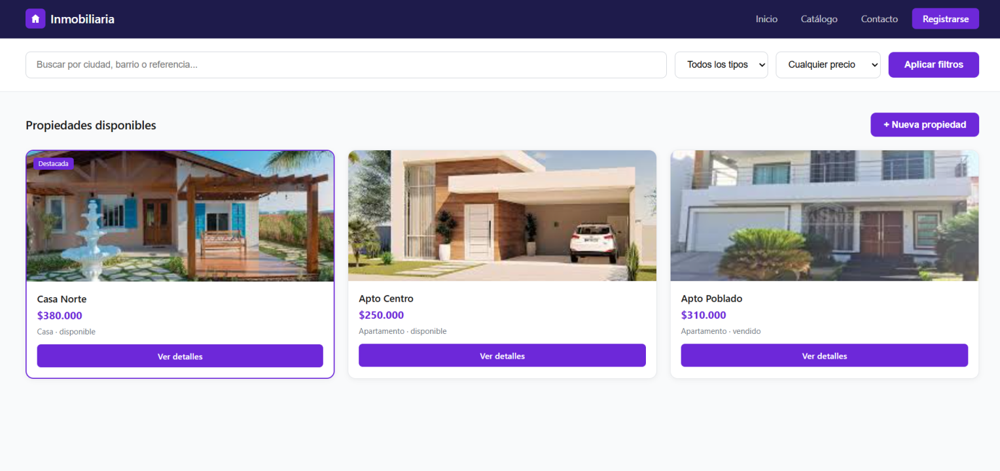 Inmobiliaria
Inicio
Catálogo
Contacto
Registrarse
Buscar por ciudad, barrio o referencia...
Todos los tipos
Cualquier precio
Aplicar filtros
Propiedades disponibles
+ Nueva propiedad
Destacada
Casa Norte
$380.000
Casa · disponible
Ver detalles
Apto Centro
$250.000
Apartamento · disponible
Ver detalles
Apto Poblado
$310.000
Apartamento · vendido
Ver detalles